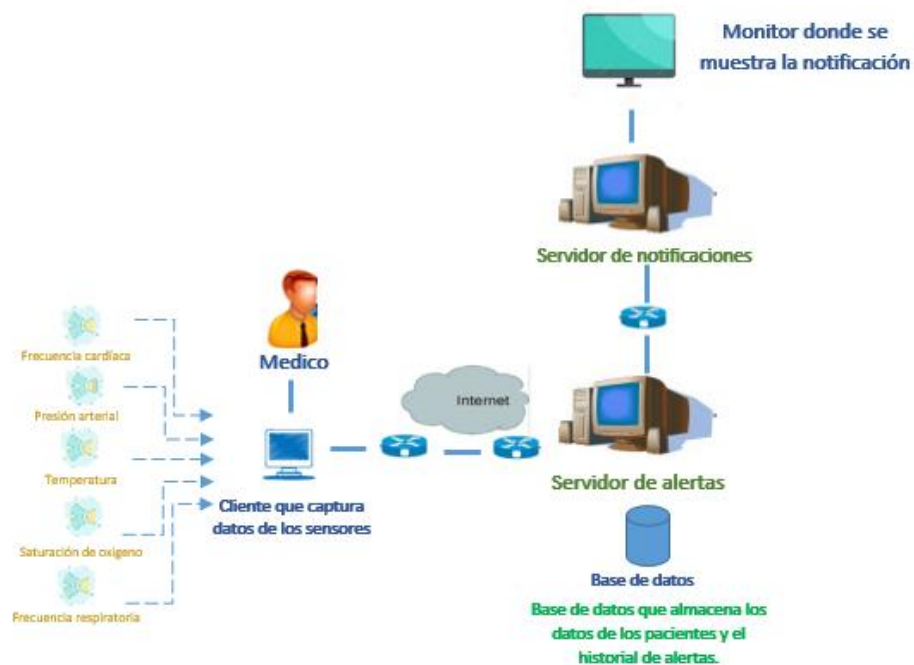 Monitor donde se
muestra la notificación
Servidor de notificaciones
Frecuencia cardíaca
Presión arterial
Temperatura
Saturación de oxigeno
Frecuencia respiratoria
Medico
Cliente que captura
datos de los sensores
Internet
Servidor de alertas
Base de datos
Base de datos que almacena los
datos de los pacientes y el
historial de alertas.